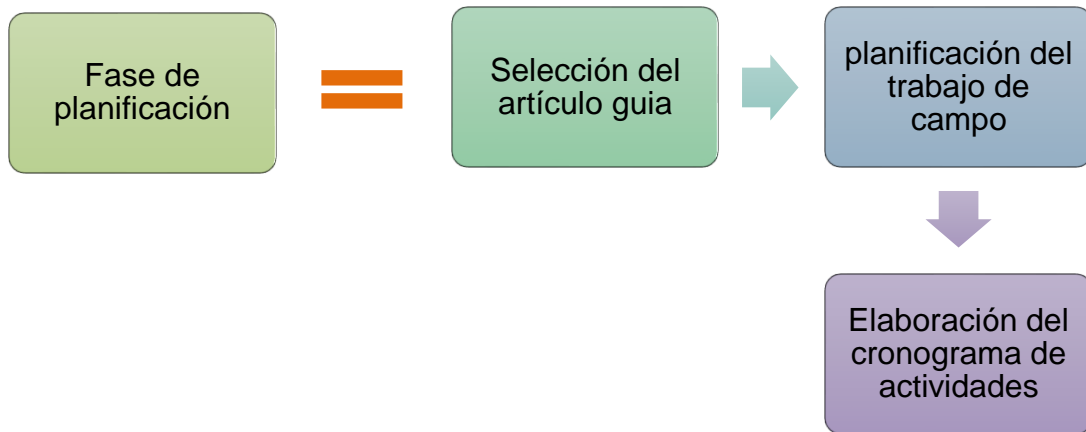 Fase de
planificación
Selección del
artículo guia
planificación del
trabajo de
campo
Elaboración del
cronograma de
actividades